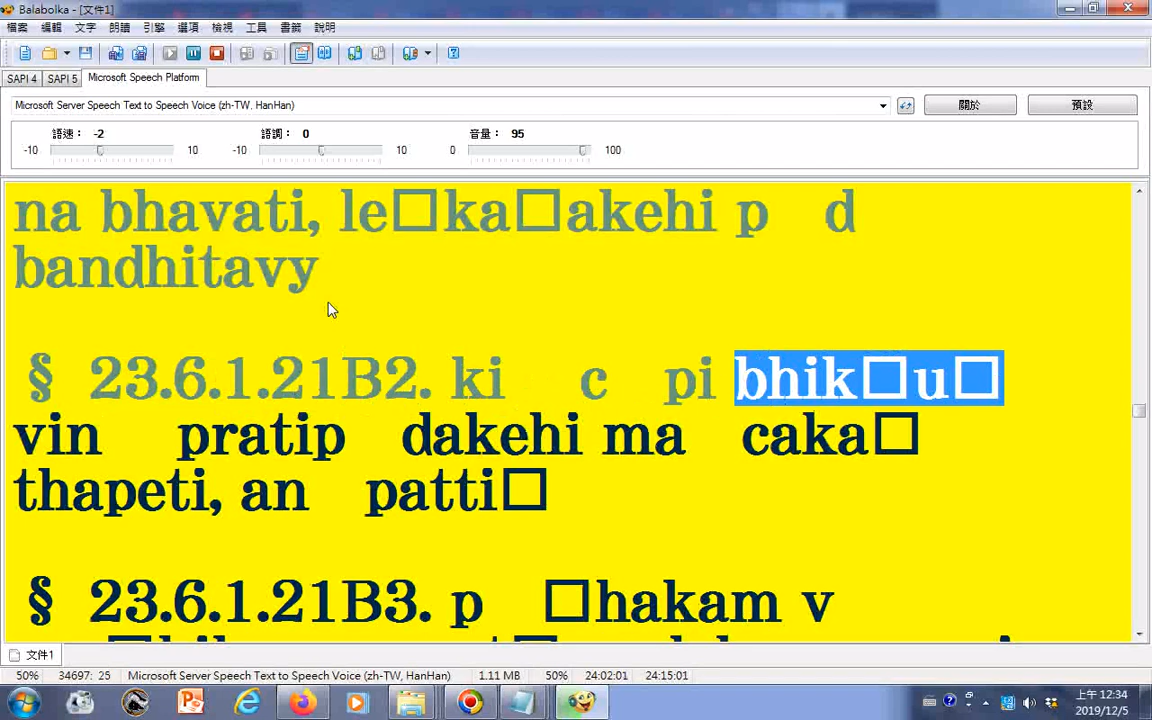 Balabolka - [文件1]
檔案 編輯 文字 朗讀 引擎 選項 檢視 工具 書籤 說明
SAPI 4 SAPI 5 Microsoft Speech Platform
Microsoft Server Speech Text to Speech Voice (zh-TW, HanHan) 關於 預設
語速： -2 語調： 0 音量： 95
-10 10 -10 10 0 100
na bhavati, le□ka□akehi p d
bandhitavy
§ 23.6.1.21B2. ki c pi bhik□u□
vin pratip dakehi ma caka□
thapeti, an patti□
§ 23.6.1.21B3. p □hakam v
文件1
50% 34697: 25 Microsoft Server Speech Text to Speech Voice (zh-TW, HanHan) 1.11 MB 50% 24:02:01 24:15:01
上午 12:34
2019/12/5